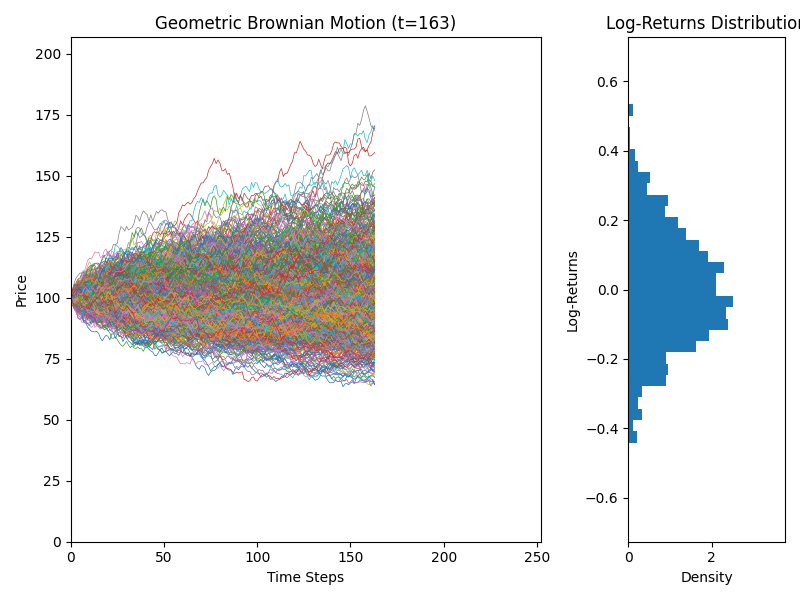 Geometric Brownian Motion (t=163)
Price
200
175
150
125
100
75
50
25
0
0 50 100 150 200 250
Time Steps
Log-Returns Distribution
Log-Returns
0.6
0.4
0.2
0.0
−0.2
−0.4
−0.6
0 2
Density